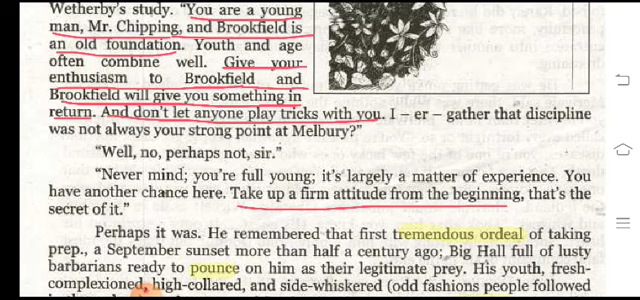 Wetherby's study. "You are a young
man, Mr. Chipping, and Brookfield is
an old foundation. Youth and age
often combine well. Give your
enthusiasm to Brookfield and
Brookfield will give you something in
return. And don't let anyone play tricks with you. I – er – gather that discipline
was not always your strong point at Melbury?"
"Well, no, perhaps not, sir."
"Never mind; you're full young; it's largely a matter of experience. You
have another chance here. Take up a firm attitude from the beginning, that's the
secret of it."
Perhaps it was. He remembered that first tremendous ordeal of taking
prep., a September sunset more than half a century ago; Big Hall full of lusty
barbarians ready to pounce on him as their legitimate prey. His youth, fresh-
complexioned, high-collared, and side-whiskered (odd fashions people followed